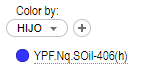 Color by:
HIJO
YPF.Nq.SOil-406(h)